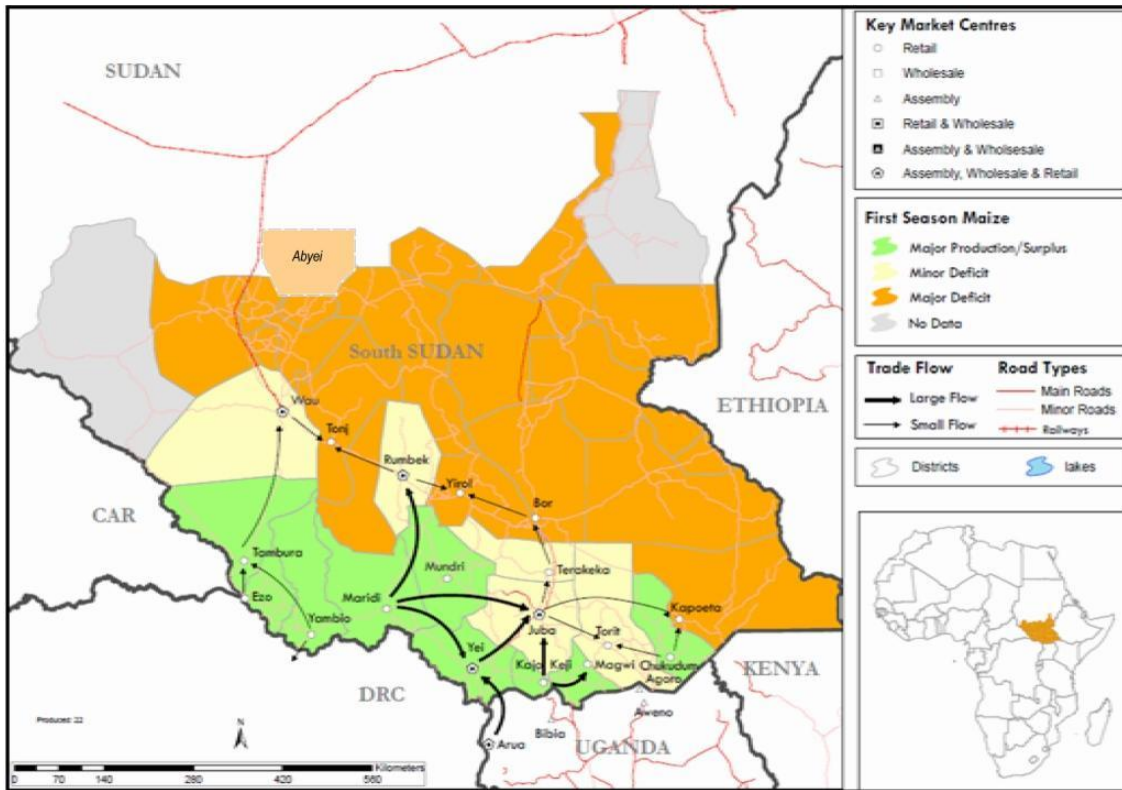 SUDAN
Abyei
South SUDAN
ETHIOPIA
Wau
Tonj
Rumbek
Yirol
Bor
CAR
Tambura
Mundri
Terakeka
Ezo
Maridi
Kapoeta
Yambio
Juba
Torit
Yei
Kajo Keji
Magwi
Chukudum
Agoro
KENYA
DRC
Aweno
Bibia
UGANDA
Arua
Produced: 22
N
Kilometers
0 70 140 280 420 560
Key Market Centres
Retail
Wholesale
Assembly
Retail & Wholesale
Assembly & Wholsesale
Assembly, Wholesale & Retail
First Season Maize
Major Production/Surplus
Minor Deficit
Major Deficit
No Data
Trade Flow
Large Flow
Small Flow
Road Types
Main Roads
Minor Roads
Railways
Districts
lakes